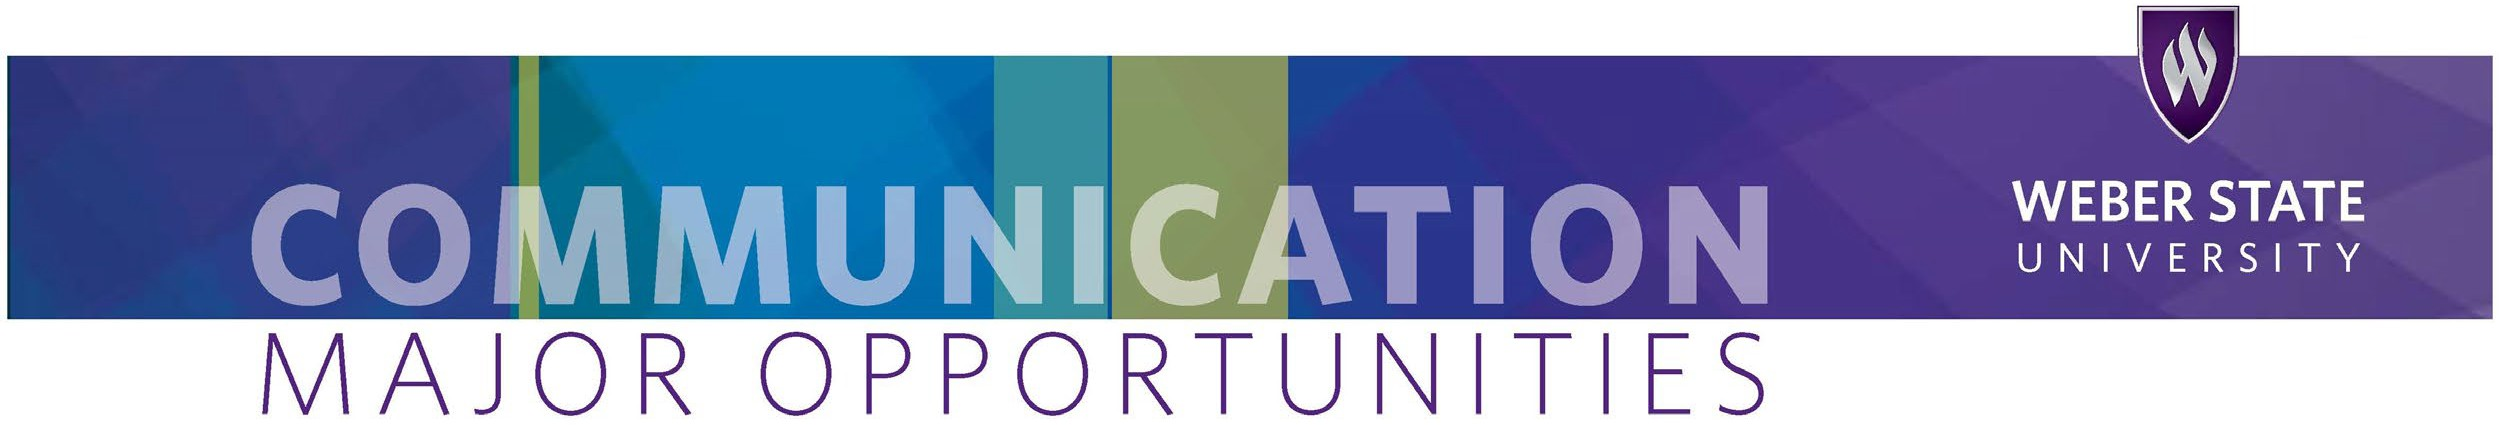 COMMUNICATION
MAJOR OPPORTUNITIES
W
WEBER STATE
UNIVERSITY